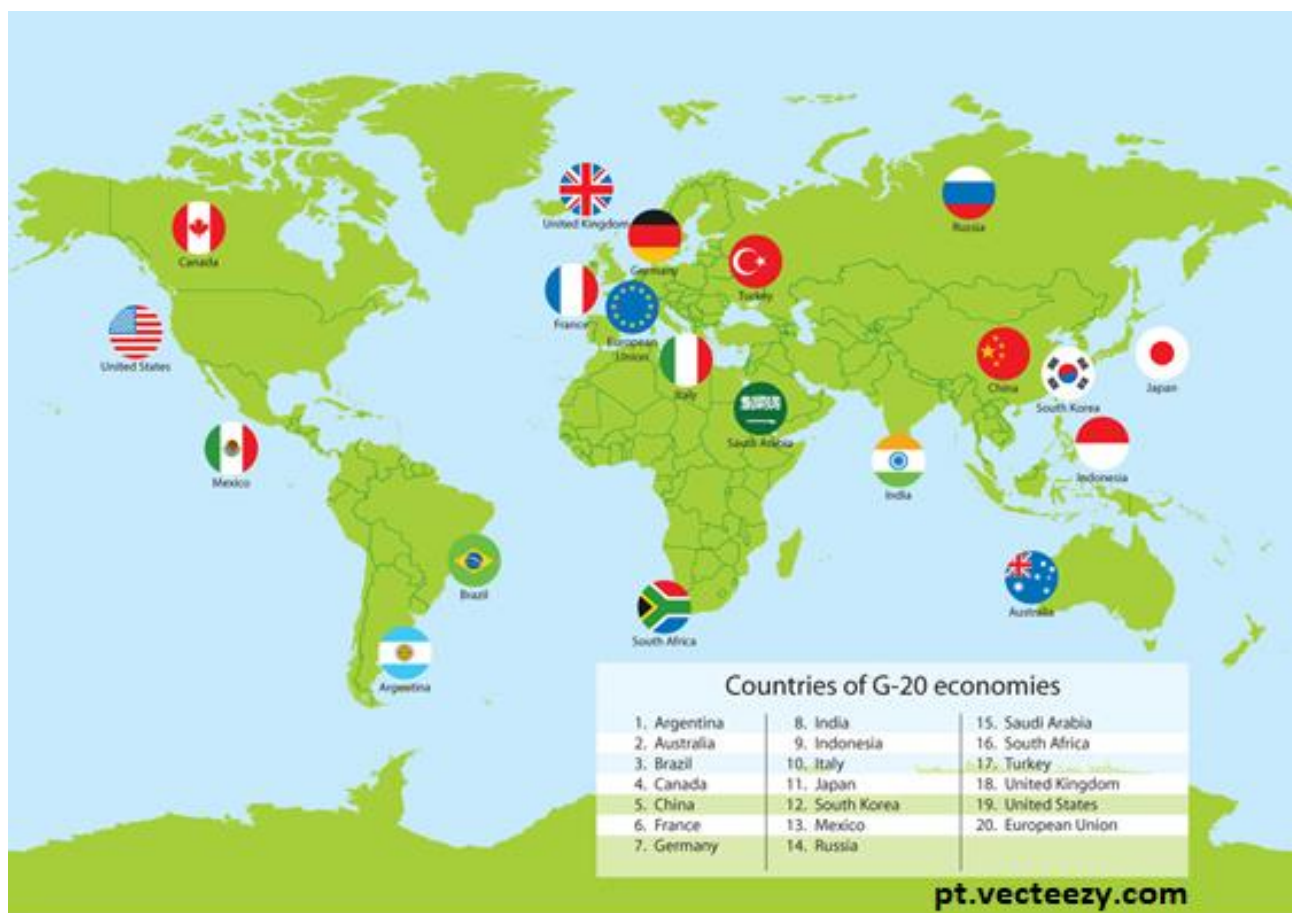 United Kingdom
Russia
Canada
Germany
Turkey
France
European
Union
United States
Italy
China
Japan
South Korea
South Arabia
Mexico
India
Indonesia
Brazil
Australia
South Africa
Argentina
Countries of G-20 economies
1. Argentina
2. Australia
3. Brazil
4. Canada
5. China
6. France
7. Germany
8. India
9. Indonesia
10. Italy
11. Japan
12. South Korea
13. Mexico
14. Russia
15. Saudi Arabia
16. South Africa
17. Turkey
18. United Kingdom
19. United States
20. European Union
pt.vecteezy.com